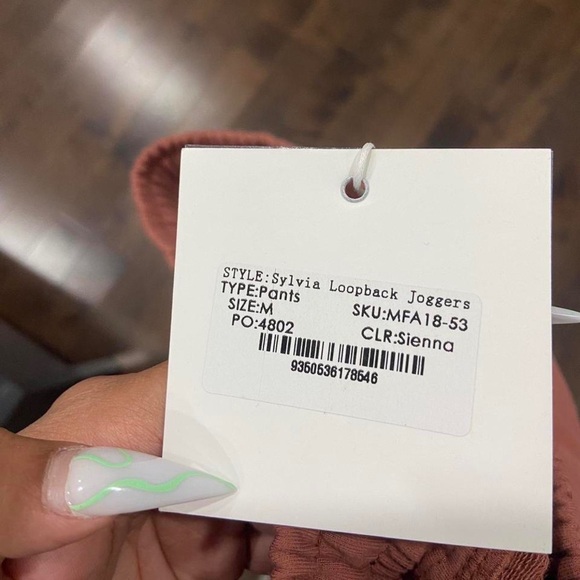 STYLE:Sylvia Loopback Joggers
TYPE:Pants SKU:MFA18-53
SIZE:M CLR:Sienna
PO:4802
9350536178546